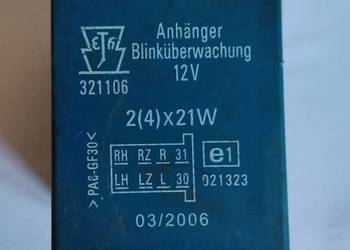 Anhänger
Blinküberwachung
12V
321106
2(4)x21W
>PA6-GF30<
RH RZ R 31
LH LZ L 30
e1
021323
03/2006